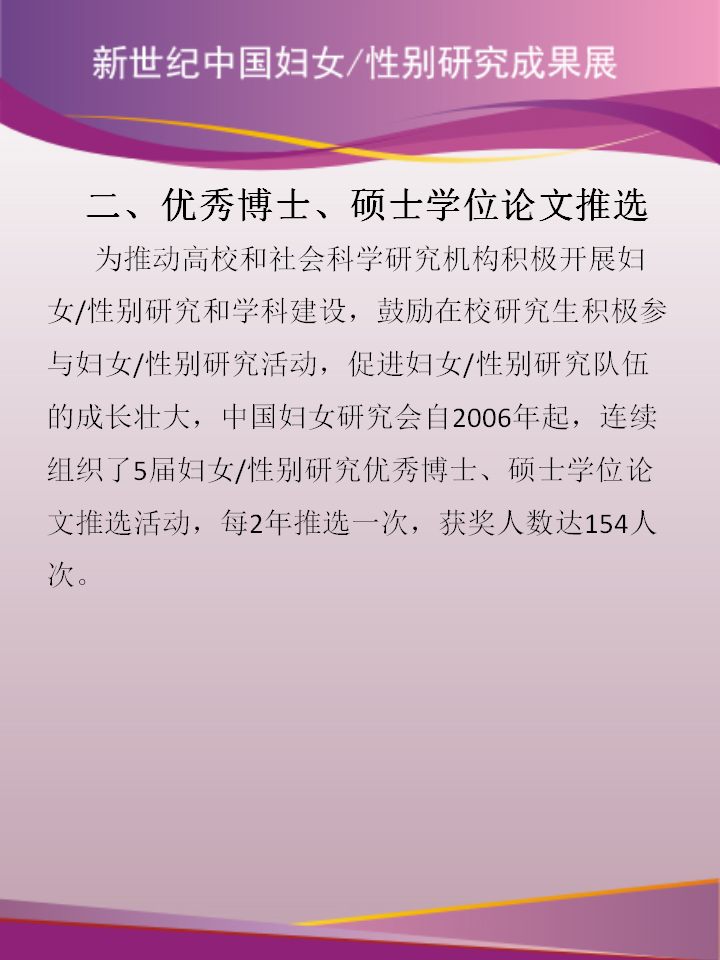 新世纪中国妇女/性别研究成果展
二、优秀博士、硕士学位论文推选
为推动高校和社会科学研究机构积极开展妇
女/性别研究和学科建设，鼓励在校研究生积极参
与妇女/性别研究活动，促进妇女/性别研究队伍
的成长壮大，中国妇女研究会自2006年起，连续
组织了5届妇女/性别研究优秀博士、硕士学位论
文推选活动，每2年推选一次，获奖人数达154人
次。